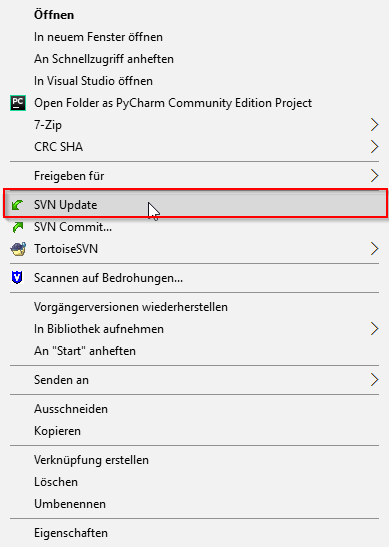 Öffnen
In neuem Fenster öffnen
An Schnellzugriff anheften
In Visual Studio öffnen
PC Open Folder as PyCharm Community Edition Project
7-Zip
CRC SHA
Freigeben für
SVN Update
SVN Commit...
TortoiseSVN
V Scannen auf Bedrohungen...
Vorgängerversionen wiederherstellen
In Bibliothek aufnehmen
An "Start" anheften
Senden an
Ausschneiden
Kopieren
Verknüpfung erstellen
Löschen
Umbenennen
Eigenschaften